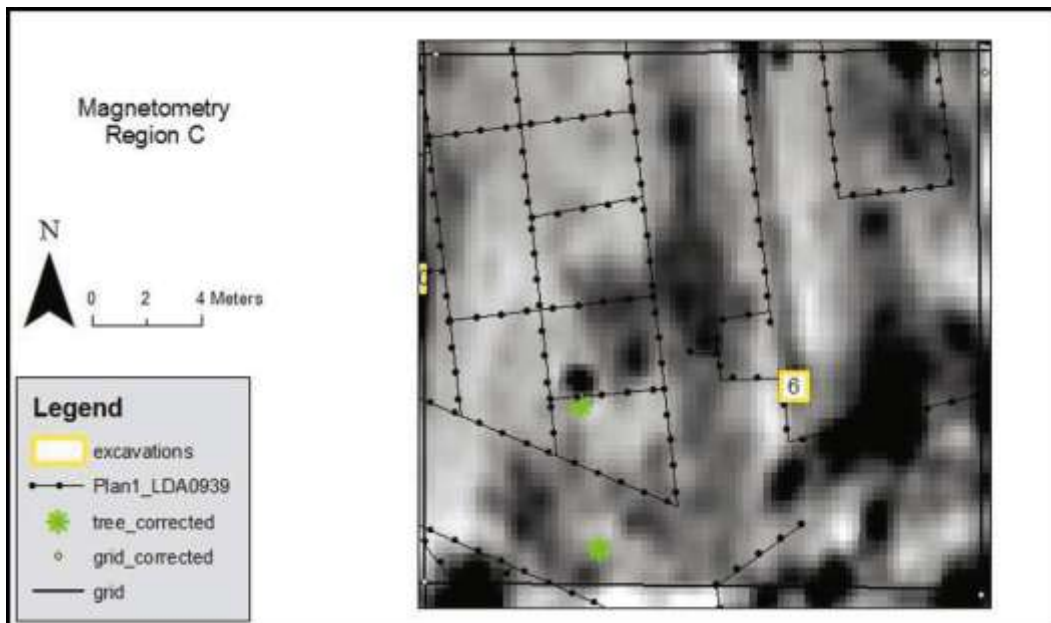 Magnetometry
Region C
N
0 2 4 Meters
Legend
excavations
Plan1_LDA0939
tree_corrected
grid_corrected
grid
6